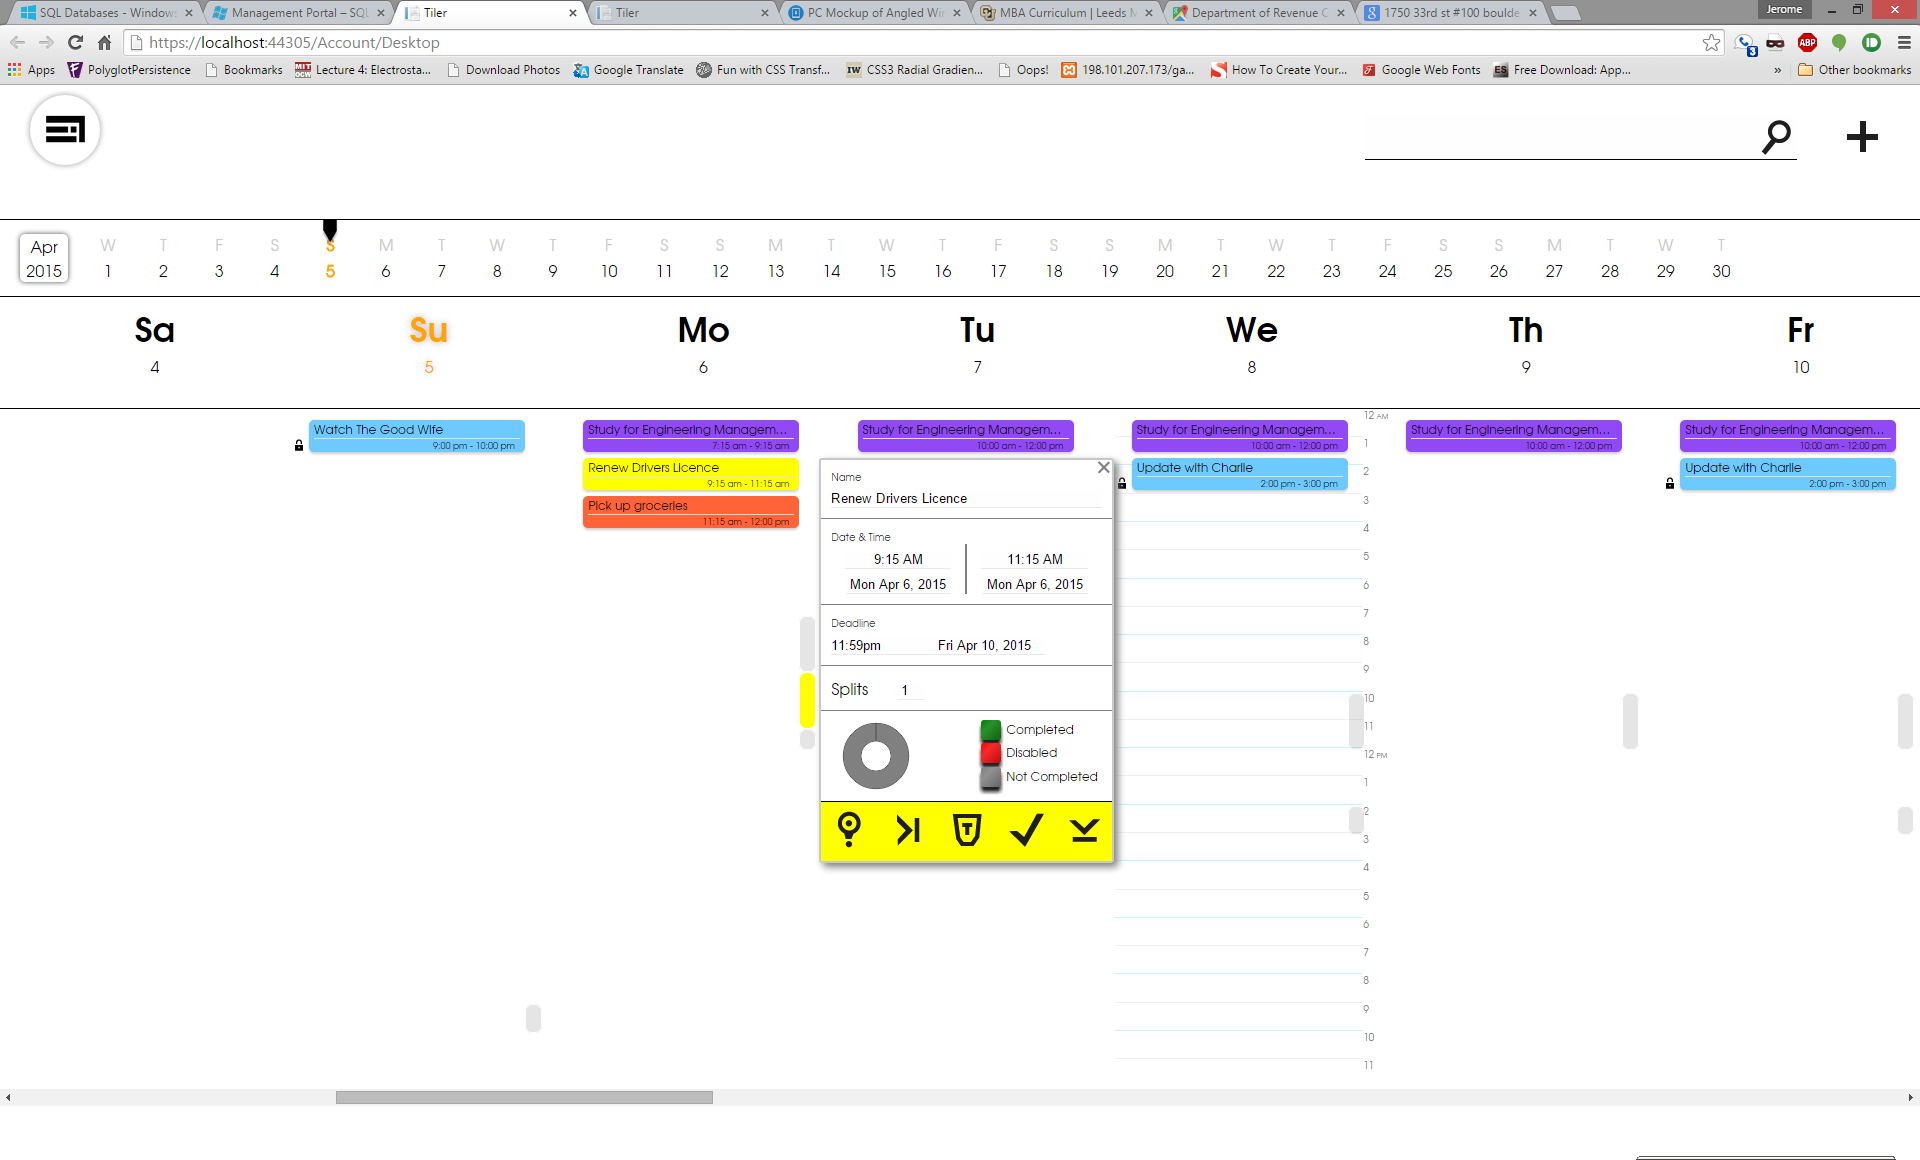 SQL Databases - Windows
Management Portal – SQL
Tiler
Tiler
PC Mockup of Angled Wi
MBA Curriculum | Leeds
Department of Revenue C
1750 33rd st #100 boulde
Jerome
https://localhost:44305/Account/Desktop
3
ABP
Apps
PolyglotPersistence
Bookmarks
MIT OCW
Lecture 4: Electrosta...
Download Photos
Google Translate
Fun with CSS Transf...
IW
CSS3 Radial Gradien...
Oops!
198.101.207.173/ga...
How To Create Your...
Google Web Fonts
ES
Free Download: App...
»
Other bookmarks
Apr
2015
W T F S S M T W T F S S M T W T F S S M T W T F S S M T W T
1 2 3 4 5 6 7 8 9 10 11 12 13 14 15 16 17 18 19 20 21 22 23 24 25 26 27 28 29 30
Sa Su Mo Tu We Th Fr
4 5 6 7 8 9 10
Watch The Good Wife
9:00 pm - 10:00 pm
Study for Engineering Managem...
7:15 am - 9:15 am
Renew Drivers Licence
9:15 am - 11:15 am
Pick up groceries
11:15 am - 12:00 pm
Study for Engineering Managem...
10:00 am - 12:00 pm
Name
Renew Drivers Licence
Date & Time
9:15 AM 11:15 AM
Mon Apr 6, 2015 Mon Apr 6, 2015
Deadline
11:59pm Fri Apr 10, 2015
Splits 1
Completed
Disabled
Not Completed
T
Study for Engineering Managem...
10:00 am - 12:00 pm
Update with Charlie
2:00 pm - 3:00 pm
12 AM
1
2
3
4
5
6
7
8
9
10
11
12 PM
1
2
3
4
5
6
7
8
9
10
11
Study for Engineering Managem...
10:00 am - 12:00 pm
Study for Engineering Managem...
10:00 am - 12:00 pm
Update with Charlie
2:00 pm - 3:00 pm